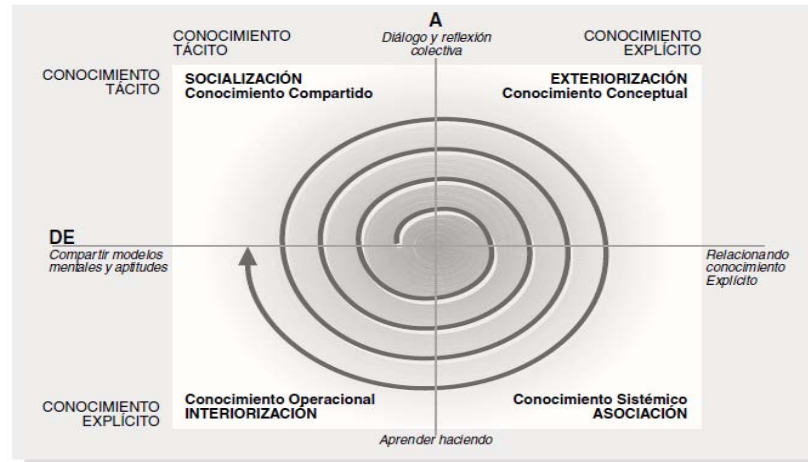 CONOCIMIENTO
TÁCITO
A
Diálogo y reflexión
colectiva
CONOCIMIENTO
EXPLÍCITO
CONOCIMIENTO
TÁCITO
SOCIALIZACIÓN
Conocimiento Compartido
EXTERIORIZACIÓN
Conocimiento Conceptual
DE
Compartir modelos
mentales y aptitudes
Relacionando
conocimiento
Explícito
CONOCIMIENTO
EXPLÍCITO
Conocimiento Operacional
INTERIORIZACIÓN
Conocimiento Sistémico
ASOCIACIÓN
Aprender haciendo